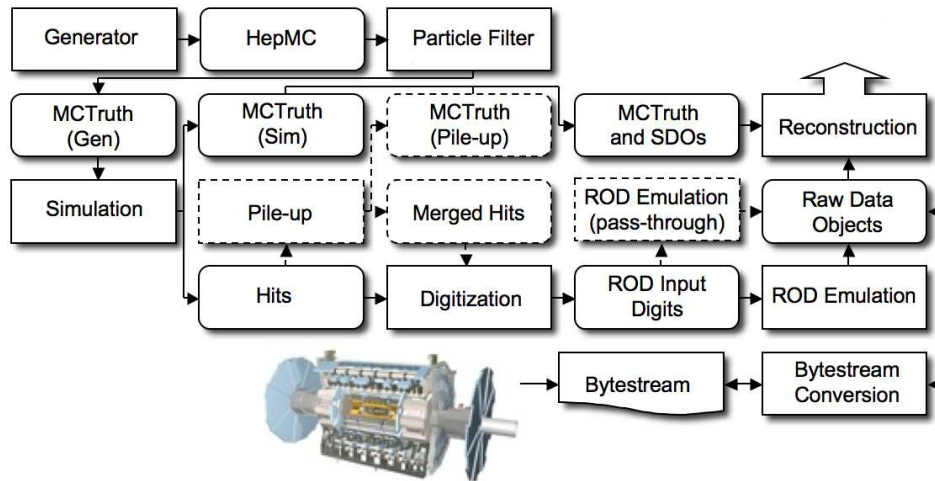 Generator
HepMC
Particle Filter
MCTruth
(Gen)
MCTruth
(Sim)
MCTruth
(Pile-up)
MCTruth
and SDOs
Reconstruction
Simulation
Pile-up
Merged Hits
ROD Emulation
(pass-through)
Raw Data
Objects
Hits
Digitization
ROD Input
Digits
ROD Emulation
Bytestream
Bytestream
Conversion